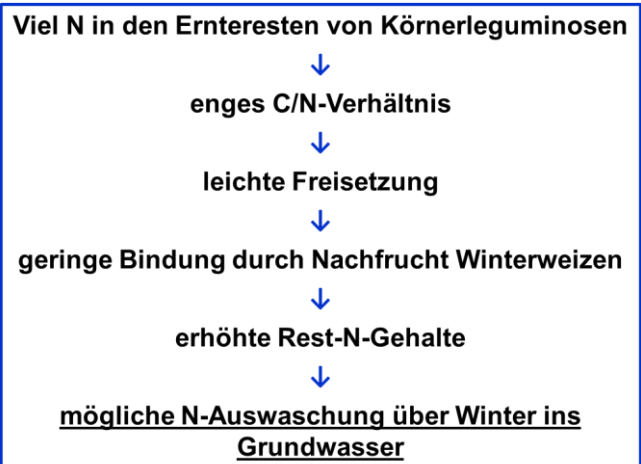 Viel N in den Ernteresten von Körnerleguminosen
↓
enges C/N-Verhältnis
↓
leichte Freisetzung
↓
geringe Bindung durch Nachfrucht Winterweizen
↓
erhöhte Rest-N-Gehalte
↓
mögliche N-Auswaschung über Winter ins
Grundwasser